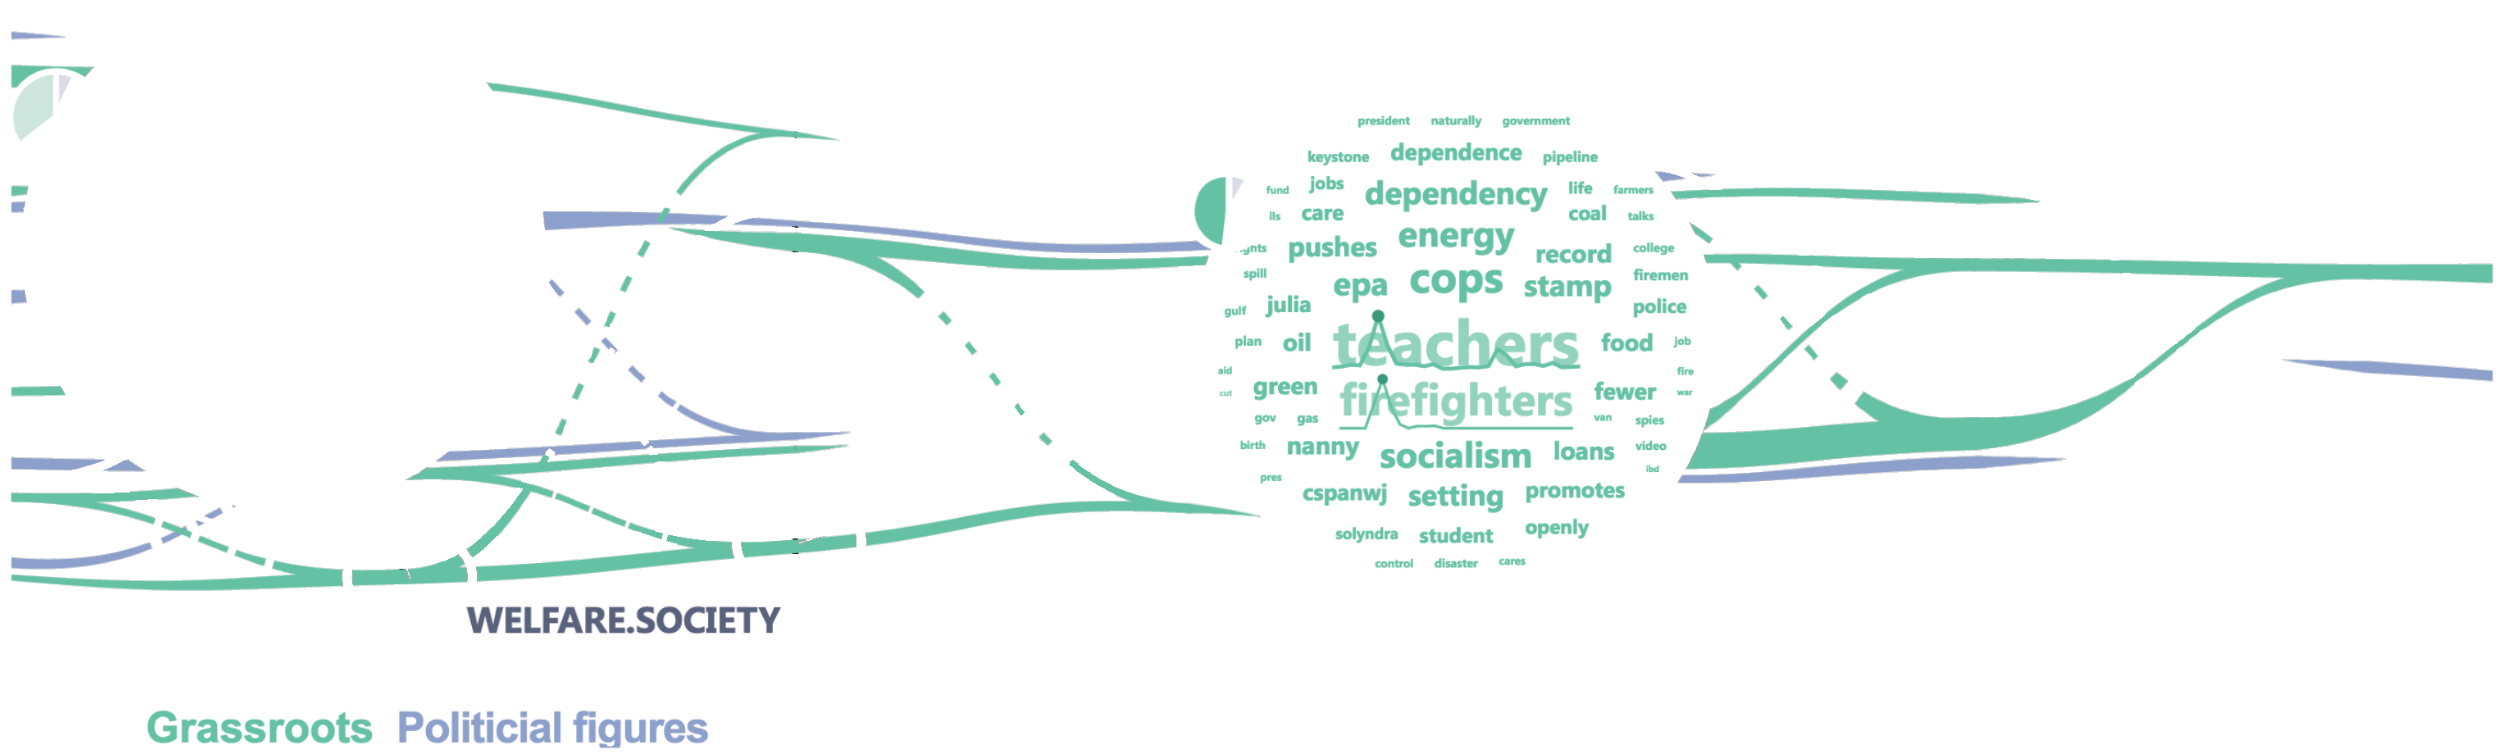 president naturally government
keystone dependence pipeline
fund jobs dependency life farmers
lls care coal talks
pushes energy record college
spill epa cops stamp firemen
gulf julia police
plan oil teachers food job
aid fire
cut green firefighters fewer war
gov gas van spies
birth nanny socialism loans video
ibd
pres cspanwj setting promotes
solyndra student openly
control disaster cares
WELFARE.SOCIETY
Grassroots Politicial figures